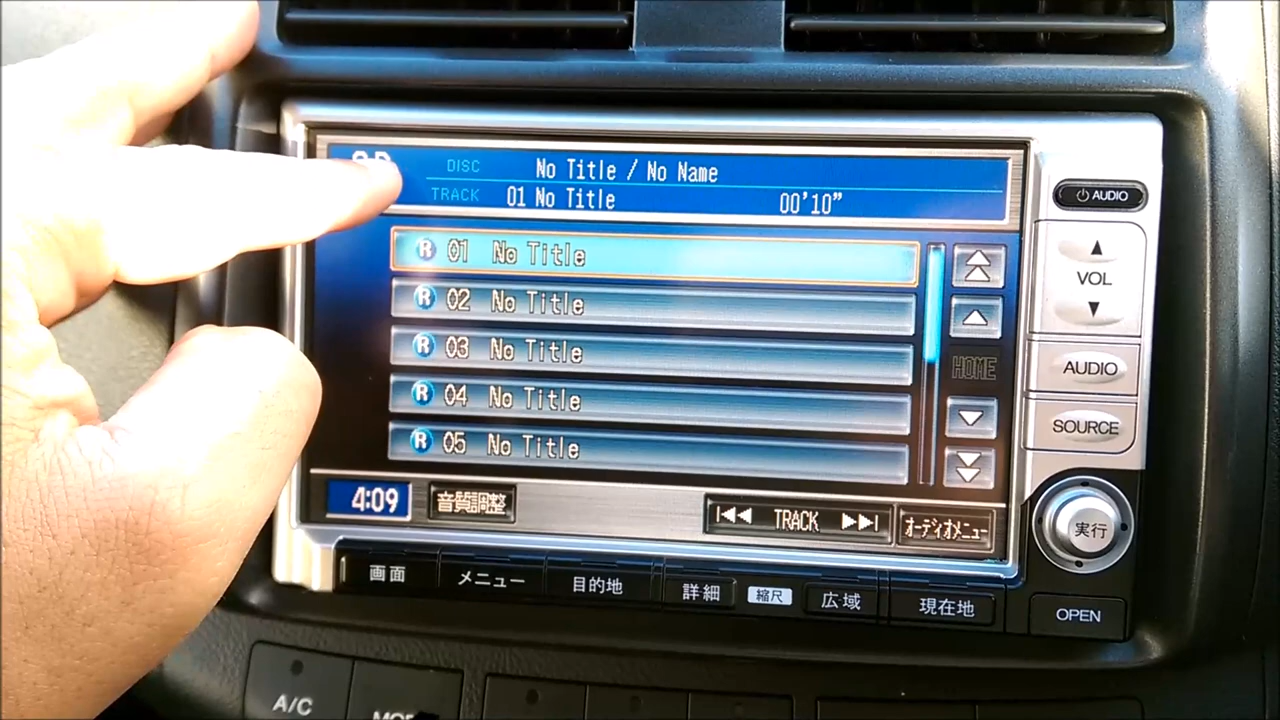 DISC No Title / No Name
TRACK 01 No Title 00'10"
R 01 No Title
R 02 No Title
R 03 No Title
R 04 No Title
R 05 No Title
HOME
4:09 音質調整 TRACK オーディオメニュー
AUDIO
VOL
AUDIO
SOURCE
実行
OPEN
画面 メニュー 目的地 詳細 縮尺 広域 現在地
A/C